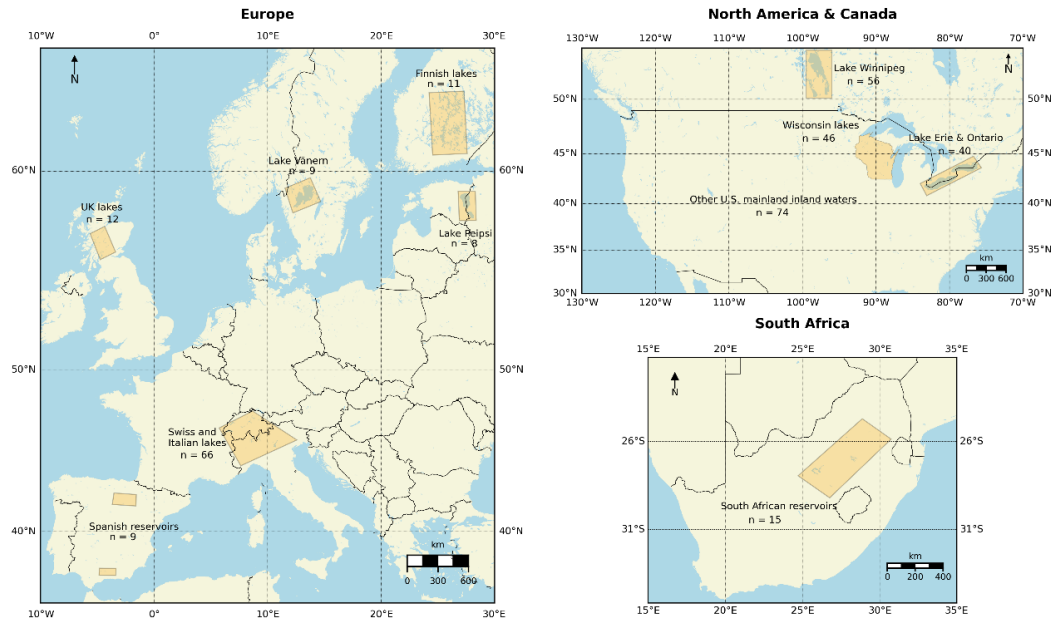 Europe
10°W 0° 10°E 20°E 30°E
N
Finnish lakes
n = 11
60°N 60°N
Lake Vänern
n = 9
UK lakes
n = 12
Lake Peipsi
n = 8
50°N 50°N
Swiss and
Italian lakes
n = 66
Spanish reservoirs
n = 9
40°N 40°N
km
0 300 600
10°W 0° 10°E 20°E 30°E
North America & Canada
130°W 120°W 110°W 100°W 90°W 80°W 70°W
N
Lake Winnipeg
n = 56
50°N 50°N
Wisconsin lakes
n = 46
Lake Erie & Ontario
n = 40
45°N 45°N
Other U.S. mainland inland waters
n = 74
40°N 40°N
35°N 35°N
km
0 300 600
30°N 30°N
130°W 120°W 110°W 100°W 90°W 80°W 70°W
South Africa
15°E 20°E 25°E 30°E 35°E
N
26°S 26°S
South African reservoirs
n = 15
31°S 31°S
km
0 200 400
15°E 20°E 25°E 30°E 35°E